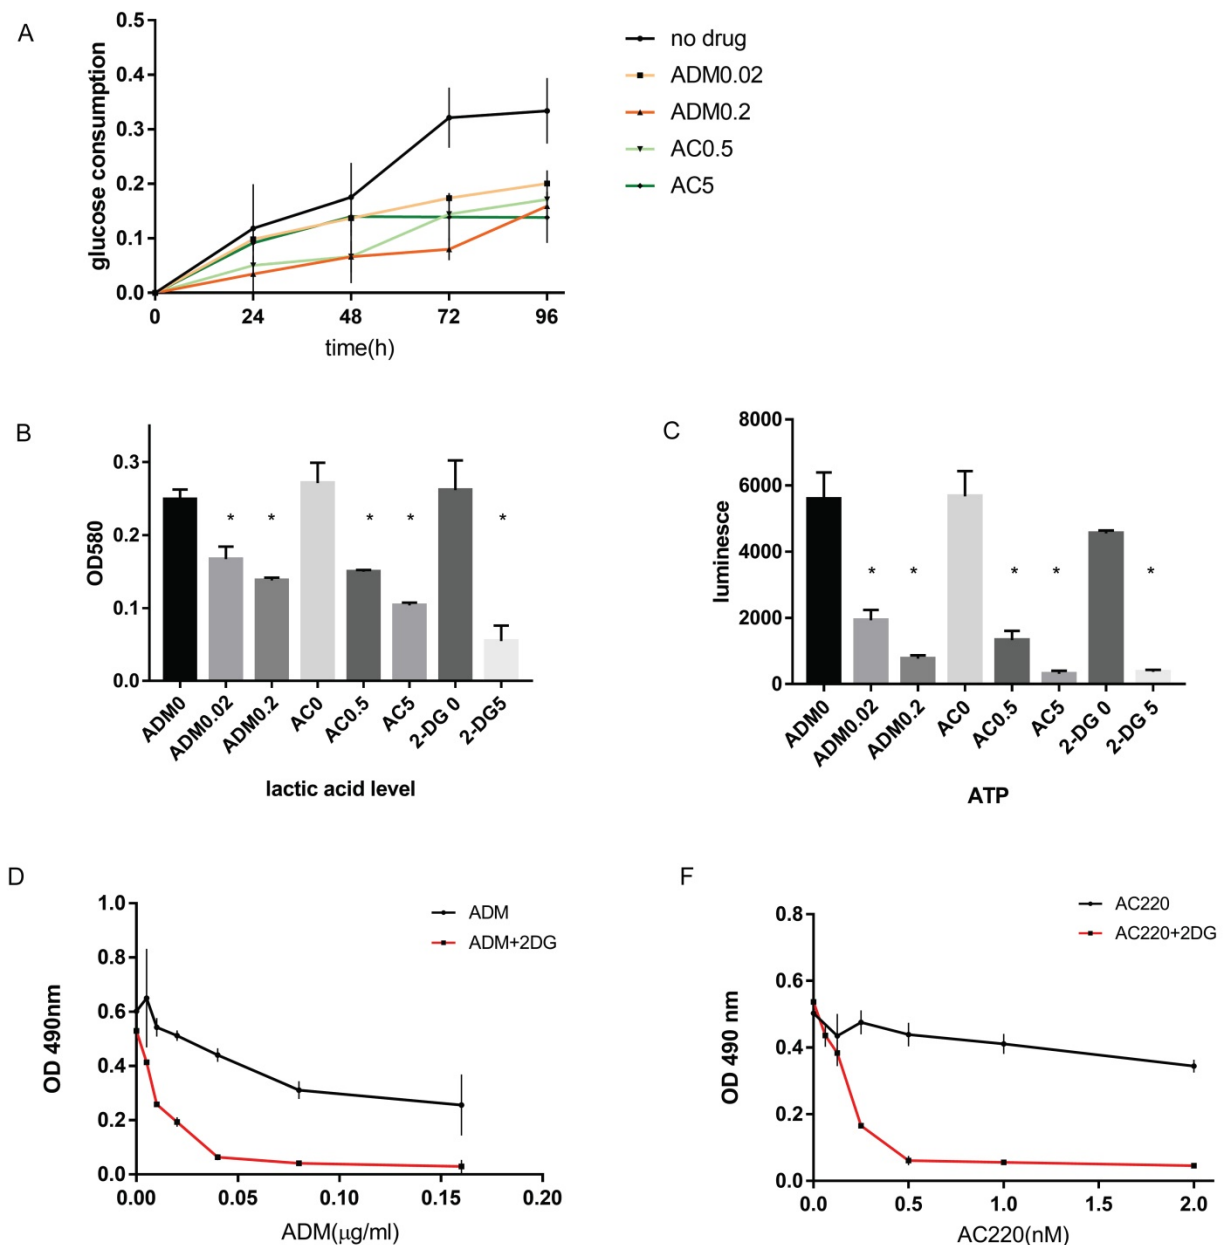 A
glucose consumption
0.5
0.4
0.3
0.2
0.1
0.0
0 24 48 72 96
time(h)
no drug
ADM0.02
ADM0.2
AC0.5
AC5
B
OD580
0.3
0.2
0.1
0.0
* * * * *
ADM0 ADM0.02 ADM0.2 AC0 AC0.5 AC5 2-DG 0 2-DG5
lactic acid level
C
luminesce
8000
6000
4000
2000
0
* * * * *
ADM0 ADM0.02 ADM0.2 AC0 AC0.5 AC5 2-DG 0 2-DG 5
ATP
D
OD 490nm
1.0
0.8
0.6
0.4
0.2
0.0
0.00 0.05 0.10 0.15 0.20
ADM(μg/ml)
ADM
ADM+2DG
F
OD 490 nm
0.8
0.6
0.4
0.2
0.0
0.0 0.5 1.0 1.5 2.0
AC220(nM)
AC220
AC220+2DG